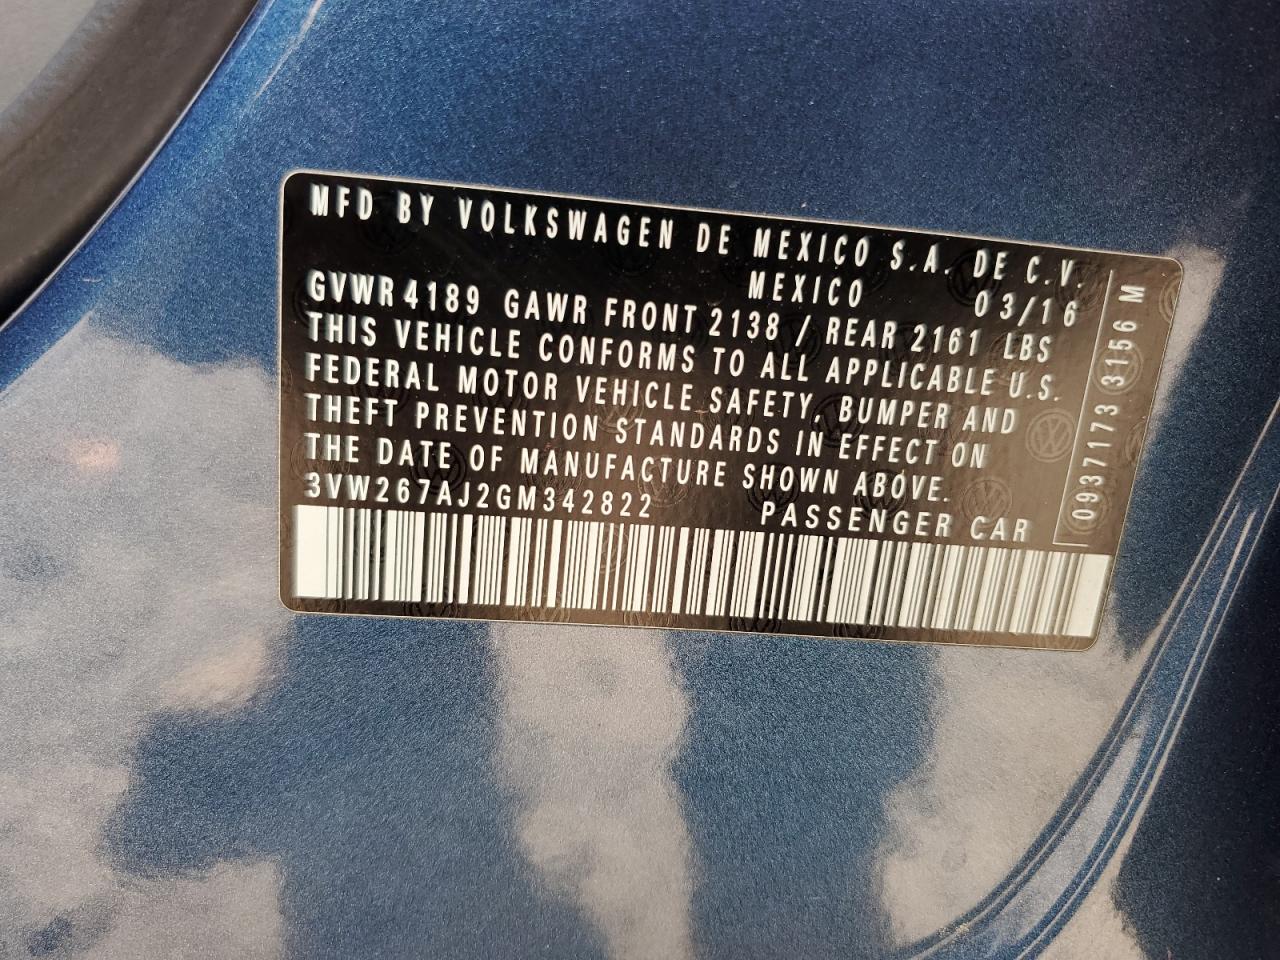 MFD BY VOLKSWAGEN DE MEXICO S.A. DE C.V.
MEXICO 03/16
GVWR 4189 GAWR FRONT 2138 / REAR 2161 LBS
THIS VEHICLE CONFORMS TO ALL APPLICABLE U.S.
FEDERAL MOTOR VEHICLE SAFETY, BUMPER AND
THEFT PREVENTION STANDARDS IN EFFECT ON
THE DATE OF MANUFACTURE SHOWN ABOVE.
3VW267AJ2GM342822 PASSENGER CAR
0937173 3156 M